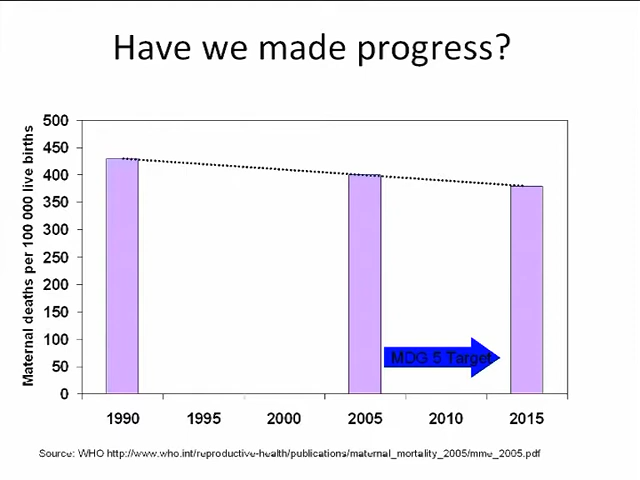 Have we made progress?
Maternal deaths per 100 000 live births
500
450
400
350
300
250
200
150
100
50
0
MDG 5 Target
1990 1995 2000 2005 2010 2015
Source: WHO http://www.who.int/reproductive-health/publications/maternal_mortality_2005/mme_2005.pdf